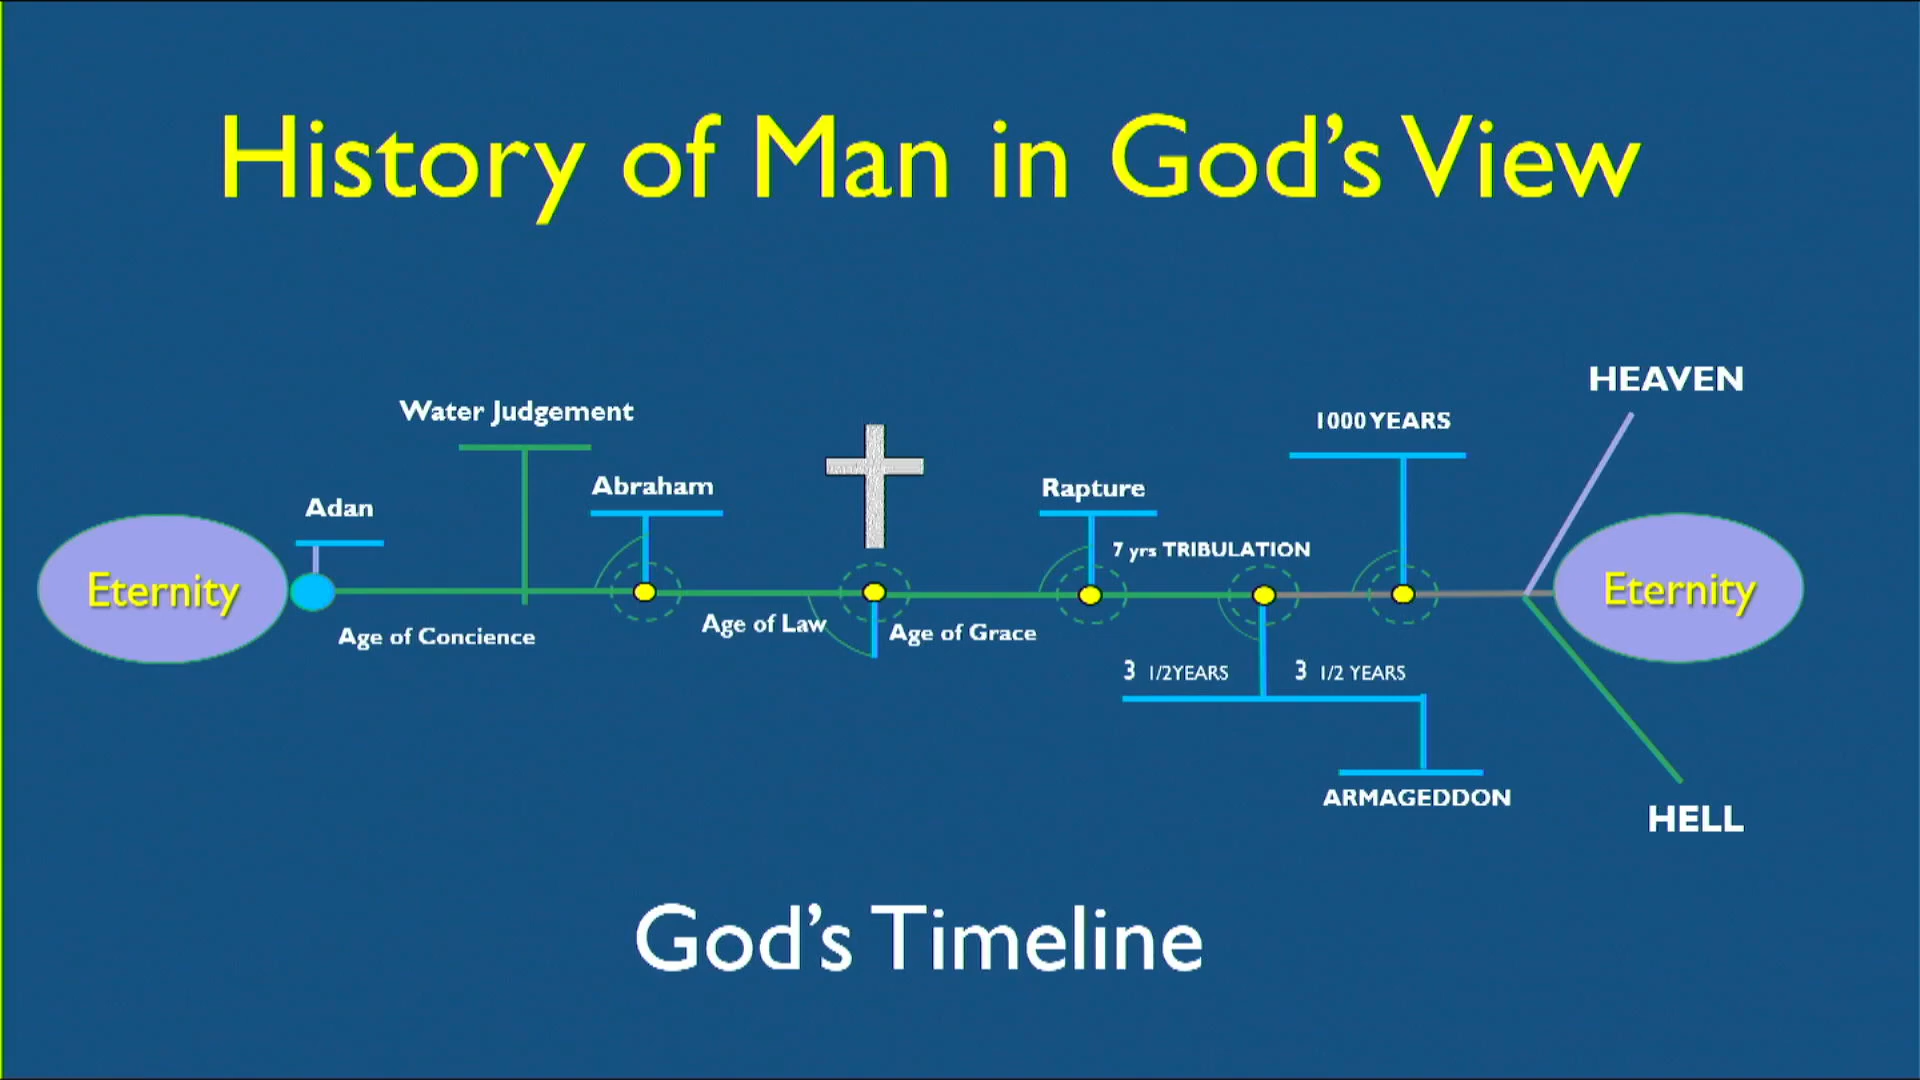 History of Man in God's View
HEAVEN
Water Judgement
1000 YEARS
Abraham
Rapture
Adan
7 yrs TRIBULATION
Eternity
Eternity
Age of Concience
Age of Law
Age of Grace
3 1/2YEARS
3 1/2 YEARS
ARMAGEDDON
HELL
God's Timeline